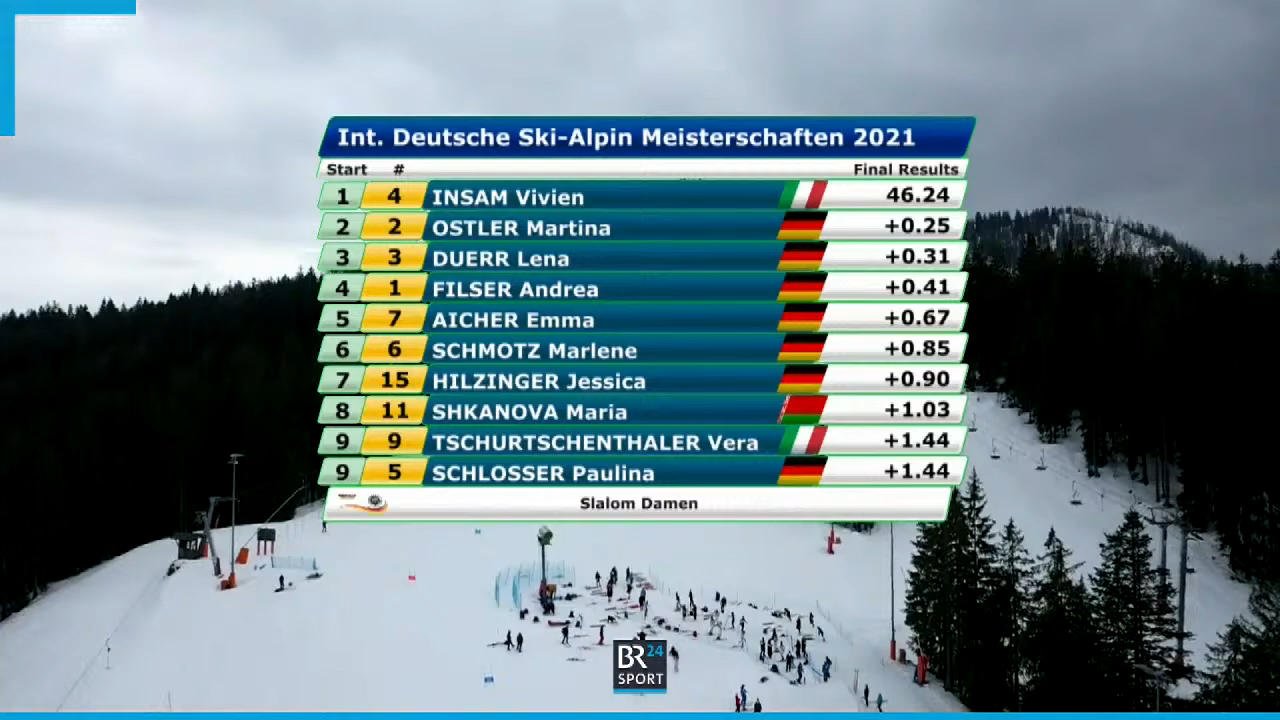 Int. Deutsche Ski-Alpin Meisterschaften 2021
Start # Final Results
1 4 INSAM Vivien 46.24
2 2 OSTLER Martina +0.25
3 3 DUERR Lena +0.31
4 1 FILSER Andrea +0.41
5 7 AICHER Emma +0.67
6 6 SCHMOTZ Marlene +0.85
7 15 HILZINGER Jessica +0.90
8 11 SHKANOVA Maria +1.03
9 9 TSCHURTSCHENTHALER Vera +1.44
9 5 SCHLOSSER Paulina +1.44
Slalom Damen
BR24
SPORT